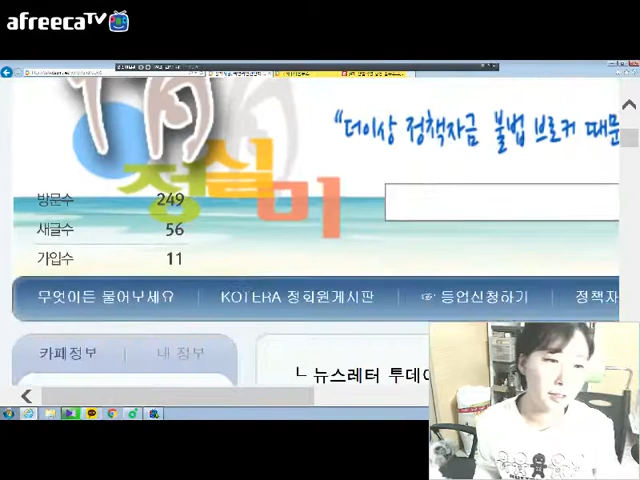 afreecaTV
"더이상 정책자금 불법 브로커 때문
정실미
방문수 249
새글수 56
가입수 11
무엇이든 물어보세요? | KOTERA 정회원게시판 | ☞ 등업신청하기 | 정책자
카페정보 | 내 정보
ㄴ뉴스레터 투데이